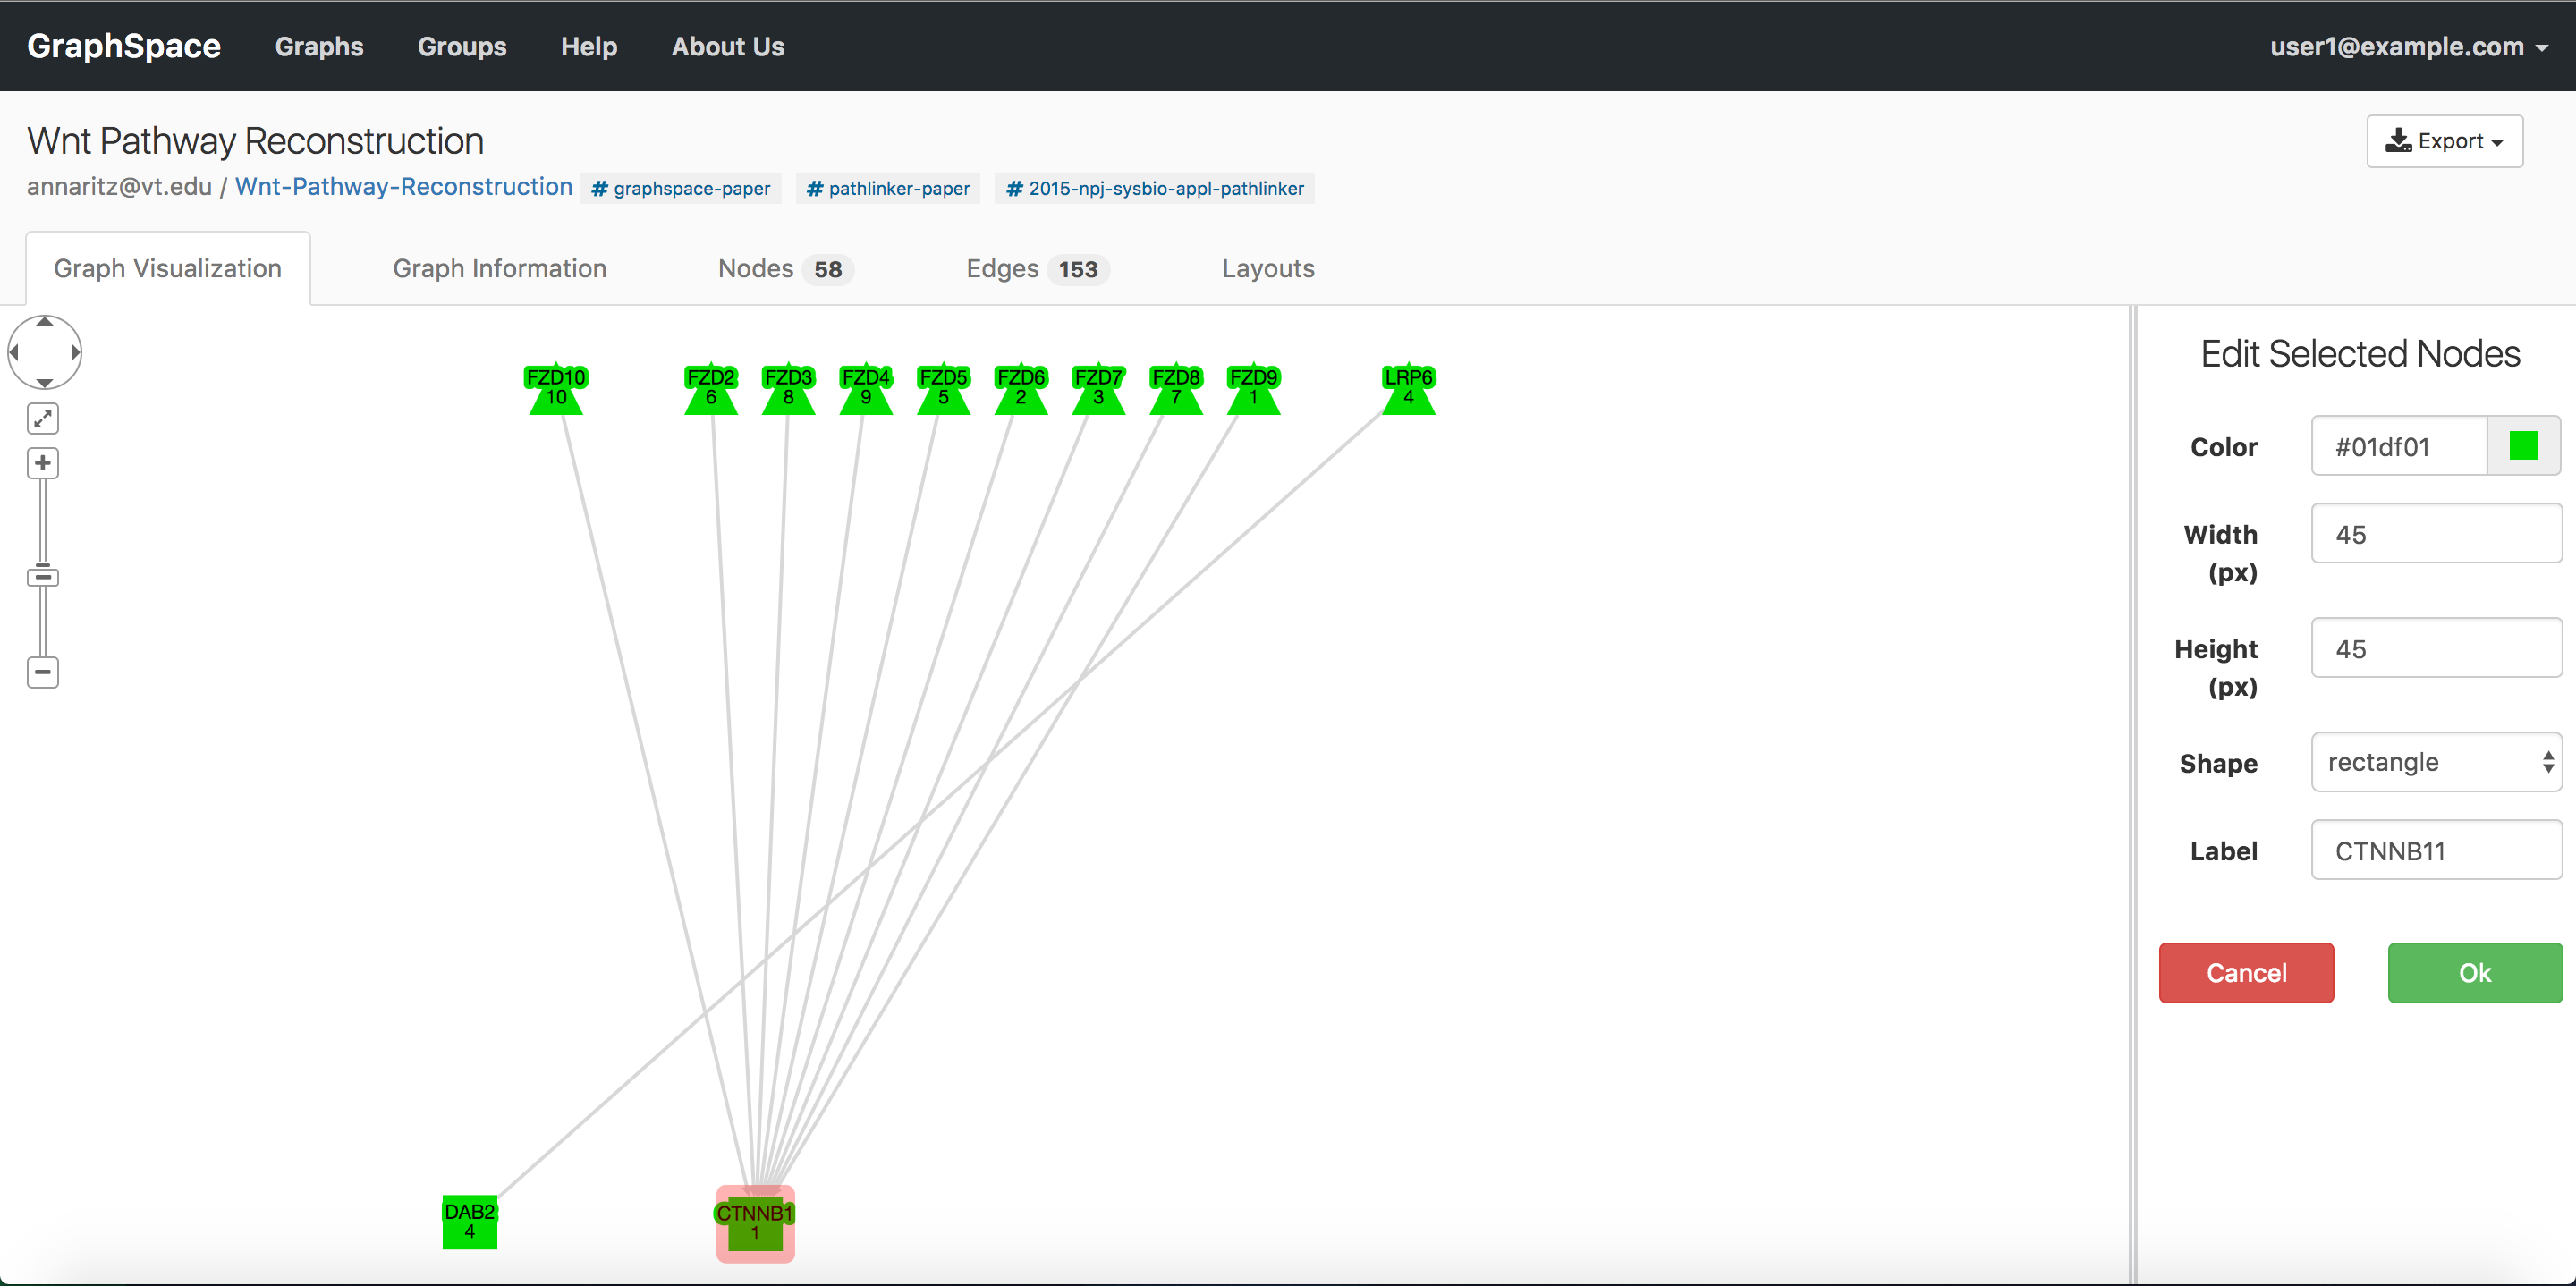 GraphSpace Graphs Groups Help About Us user1@example.com
Wnt Pathway Reconstruction
Export
annaritz@vt.edu / Wnt-Pathway-Reconstruction # graphspace-paper # pathlinker-paper # 2015-npj-sysbio-appl-pathlinker
Graph Visualization Graph Information Nodes 58 Edges 153 Layouts
FZD10 FZD2 FZD3 FZD4 FZD5 FZD6 FZD7 FZD8 FZD9 LRP6
10 6 8 9 5 2 3 7 1 4
DAB2 CTNNB1
4 1
Edit Selected Nodes
Color #01df01
Width 45
(px)
Height 45
(px)
Shape rectangle
Label CTNNB11
Cancel Ok